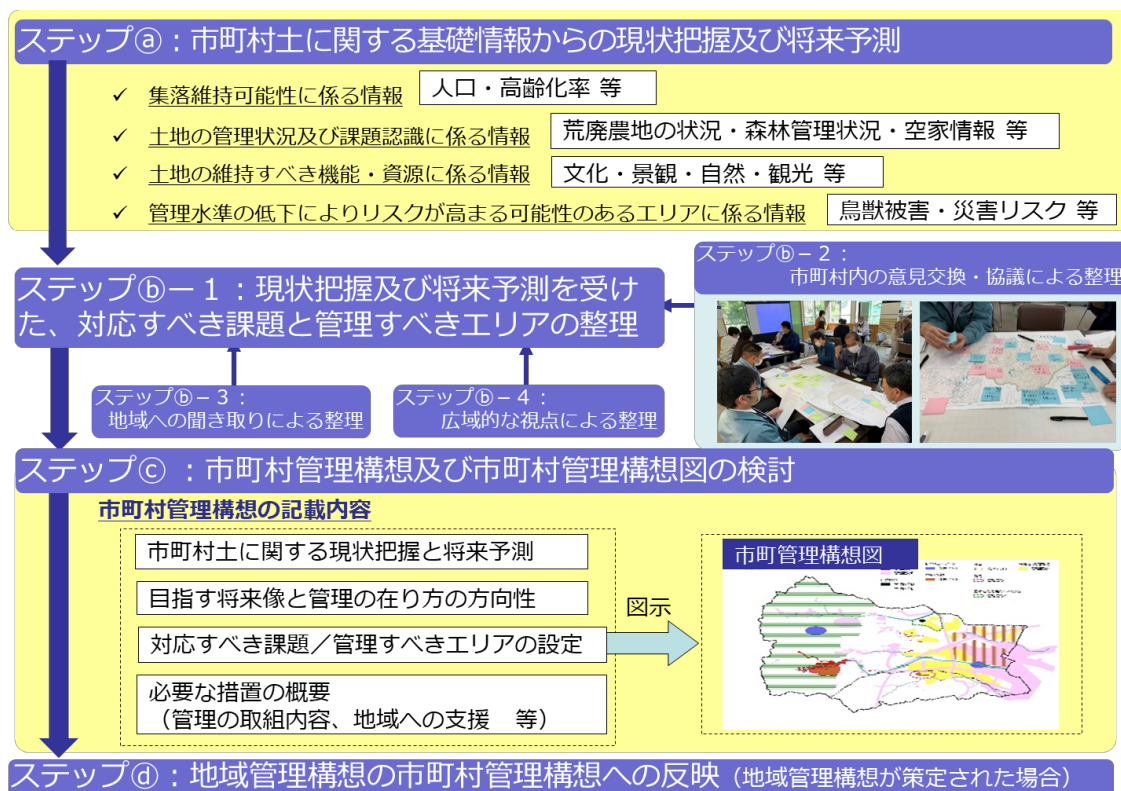 ステップⓐ：市町村土に関する基礎情報からの現状把握及び将来予測
✓ 集落維持可能性に係る情報 人口・高齢化率 等
✓ 土地の管理状況及び課題認識に係る情報 荒廃農地の状況・森林管理状況・空家情報 等
✓ 土地の維持すべき機能・資源に係る情報 文化・景観・自然・観光 等
✓ 管理水準の低下によりリスクが高まる可能性のあるエリアに係る情報 鳥獣被害・災害リスク 等
ステップⓑ－１：現状把握及び将来予測を受け
た、対応すべき課題と管理すべきエリアの整理
ステップⓑ－２：
市町村内の意見交換・協議による整理
ステップⓑ－３：
地域への聞き取りによる整理
ステップⓑ－４：
広域的な視点による整理
ステップⓒ ：市町村管理構想及び市町村管理構想図の検討
市町村管理構想の記載内容
市町村土に関する現状把握と将来予測
目指す将来像と管理の在り方の方向性
対応すべき課題／管理すべきエリアの設定
必要な措置の概要
（管理の取組内容、地域への支援　等）
図示
市町管理構想図
ステップⓓ：地域管理構想の市町村管理構想への反映（地域管理構想が策定された場合）